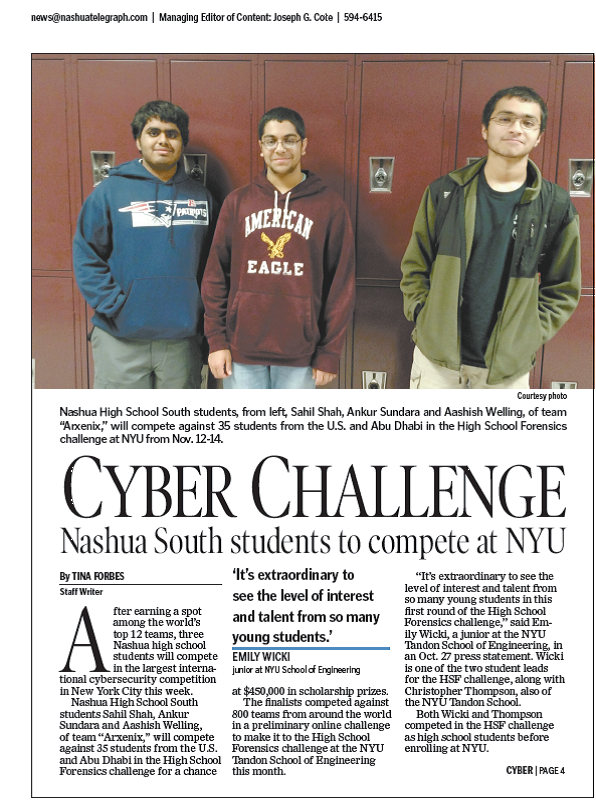 news@nashuatelegraph.com | Managing Editor of Content: Joseph G. Cote | 594-6415
PATRIOTS
AMERICAN
EAGLE
Courtesy photo
Nashua High School South students, from left, Sahil Shah, Ankur Sundara and Aashish Welling, of team
“Arxenix,” will compete against 35 students from the U.S. and Abu Dhabi in the High School Forensics
challenge at NYU from Nov. 12-14.
CYBER CHALLENGE
Nashua South students to compete at NYU
By TINA FORBES
Staff Writer
After earning a spot
among the world’s
top 12 teams, three
Nashua high school
students will compete
in the largest interna-
tional cybersecurity competition
in New York City this week.
Nashua High School South
students Sahil Shah, Ankur
Sundara and Aashish Welling,
of team “Arxenix,” will compete
against 35 students from the U.S.
and Abu Dhabi in the High School
Forensics challenge for a chance
‘It’s extraordinary to
see the level of interest
and talent from so many
young students.’
EMILY WICKI
junior at NYU School of Engineering
at $450,000 in scholarship prizes.
The finalists competed against
800 teams from around the world
in a preliminary online challenge
to make it to the High School
Forensics challenge at the NYU
Tandon School of Engineering
this month.
“It’s extraordinary to see the
level of interest and talent from
so many young students in this
first round of the High School
Forensics challenge,” said Em-
ily Wicki, a junior at the NYU
Tandon School of Engineering, in
an Oct. 27 press statement. Wicki
is one of the two student leads
for the HSF challenge, along with
Christopher Thompson, also of
the NYU Tandon School.
Both Wicki and Thompson
competed in the HSF challenge
as high school students before
enrolling at NYU.
CYBER | PAGE 4